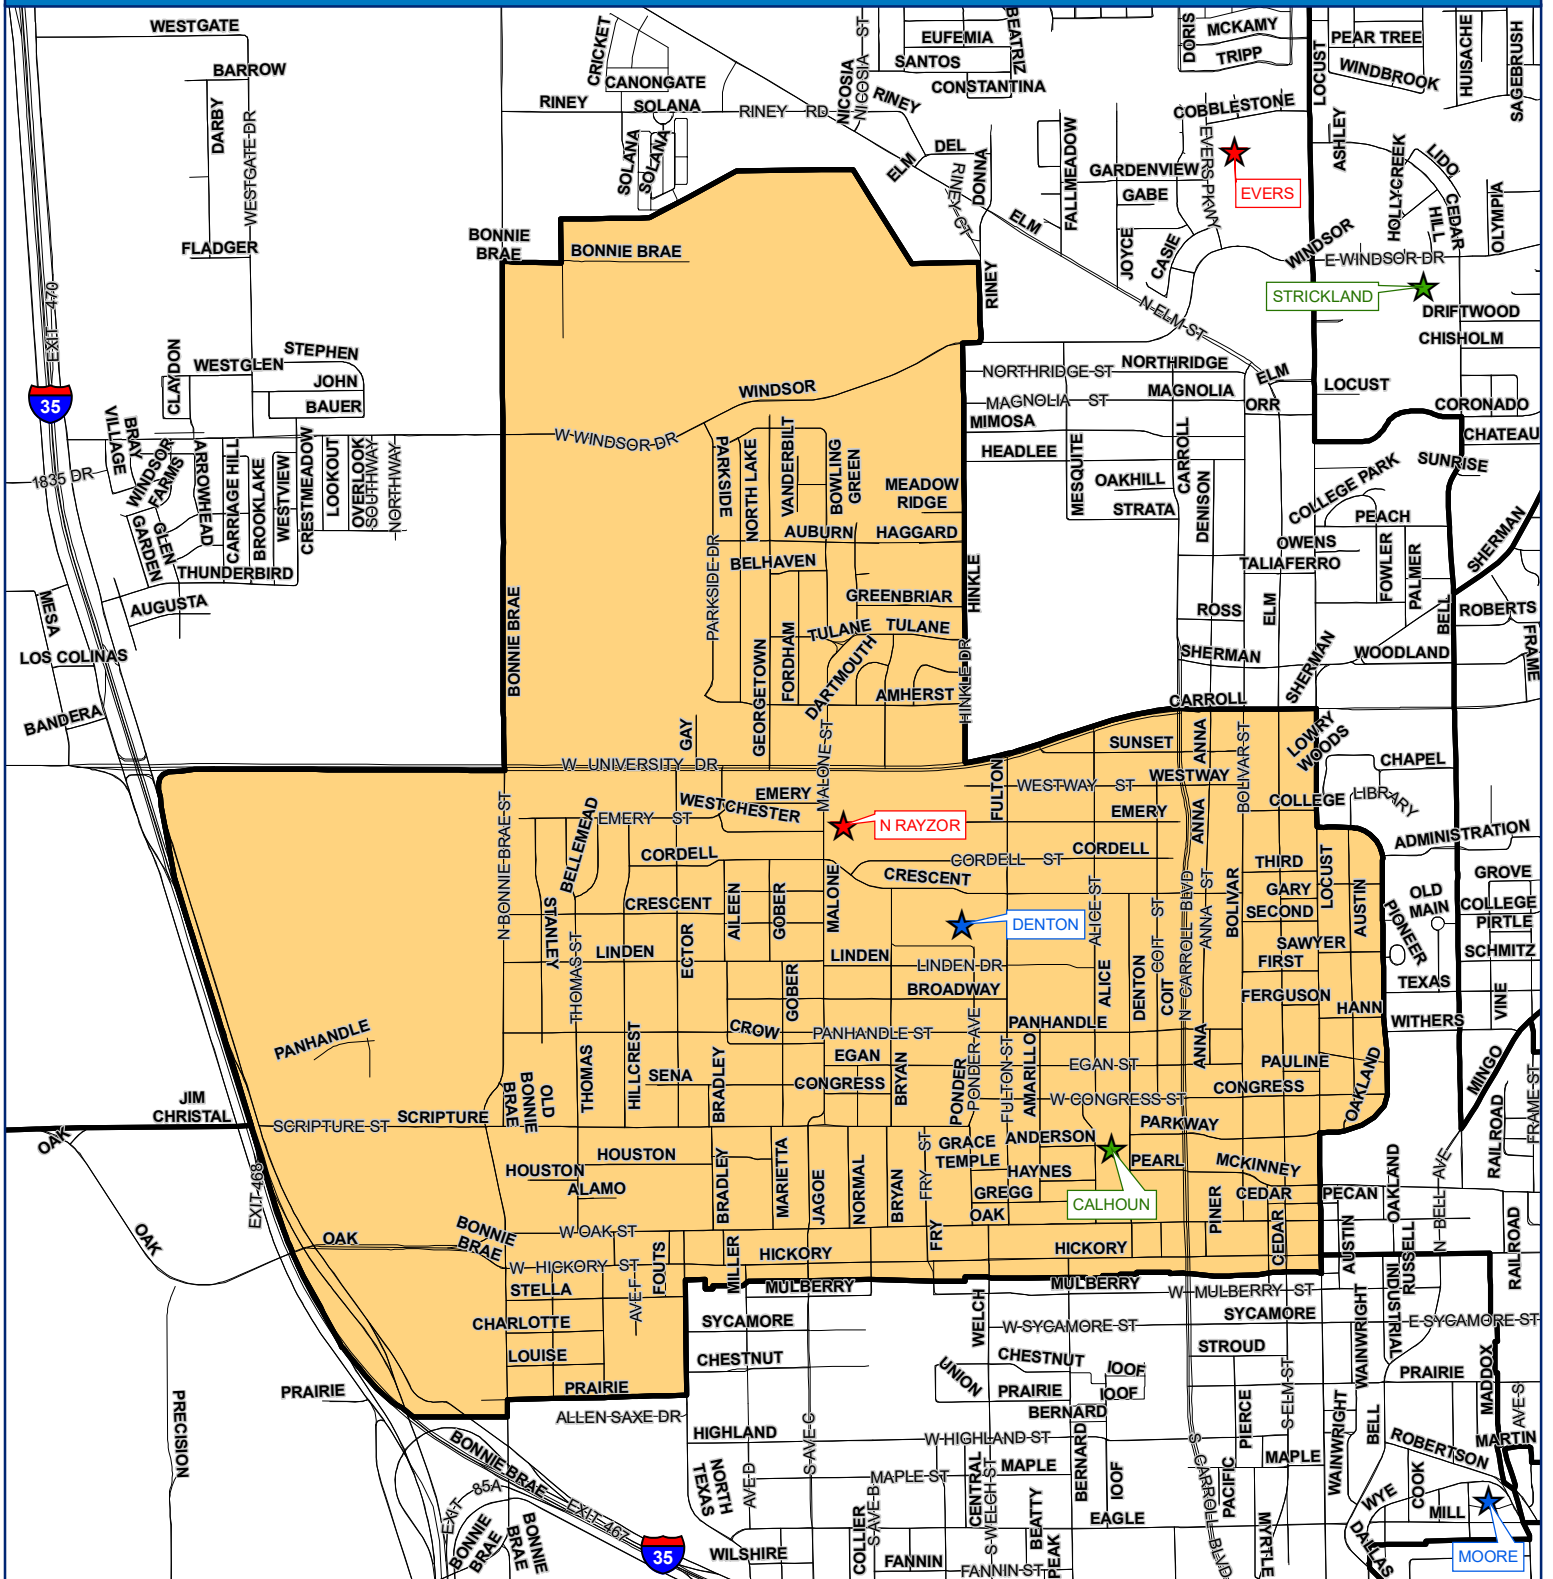 WESTGATE
BARROW
DARBY
WESTGATE DR
FLADGER
CRICKET
CANONGATE
RINEY
SOLANA
RINEY RD
SOLANA
SOLANA
NICOSIA
NICOSIA ST
EUFEMIA
SANTOS
BEATRIZ
CONSTANTINA
RINEY
DEL
ELM
RINEY CT
DONNA
ELM
FALLMEADOW
DORIS
MCKAMY
TRIPP
COBBLESTONE
GARDENVIEW
GABE
EVERS PKWY
EVERS
JOYCE
CASIE
LOCUST
PEAR TREE
WINDBROOK
HUISACHE
SAGEBRUSH
ASHLEY
HOLLYCREEK
LIDO
CEDAR
HILL
OLYMPIA
WINDSOR
E WINDSOR DR
STRICKLAND
DRIFTWOOD
CHISHOLM
BONNIE
BRAE
BONNIE BRAE
RINEY
N ELM ST
EXIT 470
35
CLAYDON
WESTGLEN
STEPHEN
JOHN
BAUER
WINDSOR
W WINDSOR DR
NORTHRIDGE ST
NORTHRIDGE
ELM
MAGNOLIA ST
MAGNOLIA
ORR
LOCUST
CORONADO
MIMOSA
CHATEAU
HEADLEE
1835 DR
BRAY
VILLAGE
WINDSOR
FARMS
GLEN
GARDEN
ARROWHEAD
CARRIAGE HILL
BROOKLAKE
WESTVIEW
CRESTMEADOW
LOOKOUT
OVERLOOK
SOUTHWAY
NORTHWAY
THUNDERBIRD
AUGUSTA
MESA
LOS COLINAS
BANDERA
BONNIE BRAE
PARKSIDE
PARKSIDE DR
NORTH LAKE
VANDERBILT
BOWLING
GREEN
MEADOW
RIDGE
AUBURN
HAGGARD
BELHAVEN
GREENBRIAR
TULANE
TULANE
GEORGETOWN
FORDHAM
DARTMOUTH
AMHERST
HINKLE
HINKLE DR
MESQUITE
OAKHILL
STRATA
CARROLL
DENISON
COLLEGE PARK
SUNRISE
PEACH
OWENS
TALIAFERRO
FOWLER
PALMER
SHERMAN
ROSS
ELM
BELL
ROBERTS
FRAME
SHERMAN
SHERMAN
WOODLAND
CARROLL
GAY
MALONE ST
W UNIVERSITY DR
SUNSET
ANNA
BOLIVAR ST
LOWRY
WOODS
CHAPEL
FULTON
WESTWAY ST
WESTWAY
COLLEGE
LIBRARY
EMERY
WESTCHESTER
EMERY ST
N RAYZOR
EMERY
ANNA
ADMINISTRATION
N BONNIE BRAE ST
BELLEMEAD
CORDELL
CORDELL ST
CORDELL
CRESCENT
THIRD
GARY
SECOND
LOCUST
AUSTIN
GROVE
OLD
MAIN
COLLEGE
PIRTLE
PIONEER
SCHMITZ
STANLEY
CRESCENT
AILEEN
GOBER
MALONE
DENTON
ALICE ST
BOLIVAR
SAWYER
THOMAS ST
LINDEN
ECTOR
LINDEN
LINDEN DR
FIRST
TEXAS
GOBER
BROADWAY
ALICE
DENTON
COIT
COIT ST
N CARROLL BLVD
ANNA ST
FERGUSON
HANN
VINE
WITHERS
PANHANDLE
CROW
PANHANDLE ST
PANHANDLE
EGAN
PONDER AVE
EGAN ST
ANNA
PAULINE
OAKLAND
MINGO
HILLCREST
THOMAS
SENA
BRADLEY
CONGRESS
BRYAN
PONDER
FULTON ST
AMARILLO
W CONGRESS ST
CONGRESS
OLD
BONNIE
BRAE
JIM
CHRISTAL
OAK
SCRIPTURE ST
SCRIPTURE
PARKWAY
RAILROAD
FRAME ST
HOUSTON
HOUSTON
ALAMO
BRADLEY
MARIETTA
JAGOE
NORMAL
BRYAN
FRY ST
GRACE
TEMPLE
ANDERSON
HAYNES
GREGG
OAK
CALHOUN
PEARL
MCKINNEY
PINER
CEDAR
CEDAR
PECAN
OAKLAND
N BELL AVE
EXIT 468
OAK
OAK
BONNIE
BRAE
W OAK ST
W HICKORY ST
FOUTS
MILLER
HICKORY
FRY
HICKORY
AUSTIN
RUSSELL
RAILROAD
STELLA
AVE F
MULBERRY
MULBERRY
W MULBERRY ST
INDUSTRIAL
CHARLOTTE
SYCAMORE
WELCH
W SYCAMORE ST
SYCAMORE
WAINWRIGHT
E SYCAMORE ST
LOUISE
CHESTNUT
CHESTNUT
STROUD
PRAIRIE
PRAIRIE
UNION
PRAIRIE
IOOF
IOOF
PRAIRIE
MADDOX
PRECISION
ALLEN SAXE DR
BERNARD
PIERCE
S ELM ST
AVE S
HIGHLAND
S AVE C
W HIGHLAND ST
BERNARD
BELL
ROBERTSON
MARTIN
BONNIE BRAE
NORTH
TEXAS
AVE D
MAPLE ST
CENTRAL
MAPLE
IOOF
S CARROLL BLVD
PACIFIC
MAPLE
WAINWRIGHT
WYE
COOK
EXIT 85A
EXIT 467
BONNIE
BRAE
BONNIE
BRAE
35
WILSHIRE
COLLIER
S AVE B
S WELCH ST
BEATTY
EAGLE
MYRTLE
MILL
DALLAS
MOORE
FANNIN
FANNIN ST
PEAK